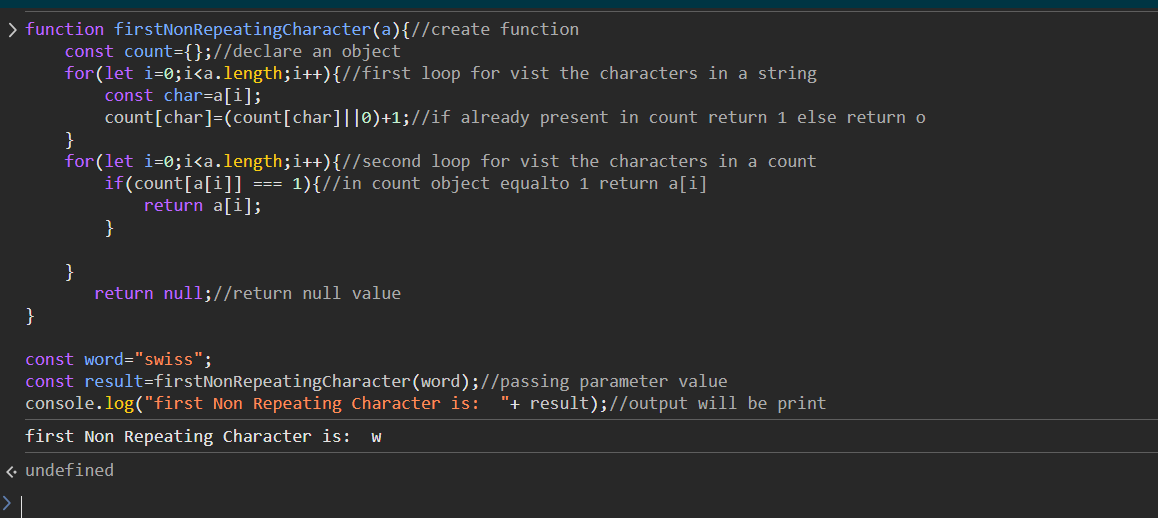 function firstNonRepeatingCharacter(a){//create function
    const count={};//declare an object
    for(let i=0;i<a.length;i++){//first loop for vist the characters in a string
        const char=a[i];
        count[char]=(count[char]||0)+1;//if already present in count return 1 else return o
    }
    for(let i=0;i<a.length;i++){//second loop for vist the characters in a count
        if(count[a[i]] === 1){//in count object equalto 1 return a[i]
            return a[i];
        }

    }
       return null;//return null value
}

const word="swiss";
const result=firstNonRepeatingCharacter(word);//passing parameter value
console.log("first Non Repeating Character is:  "+ result);//output will be print
first Non Repeating Character is:  w
undefined